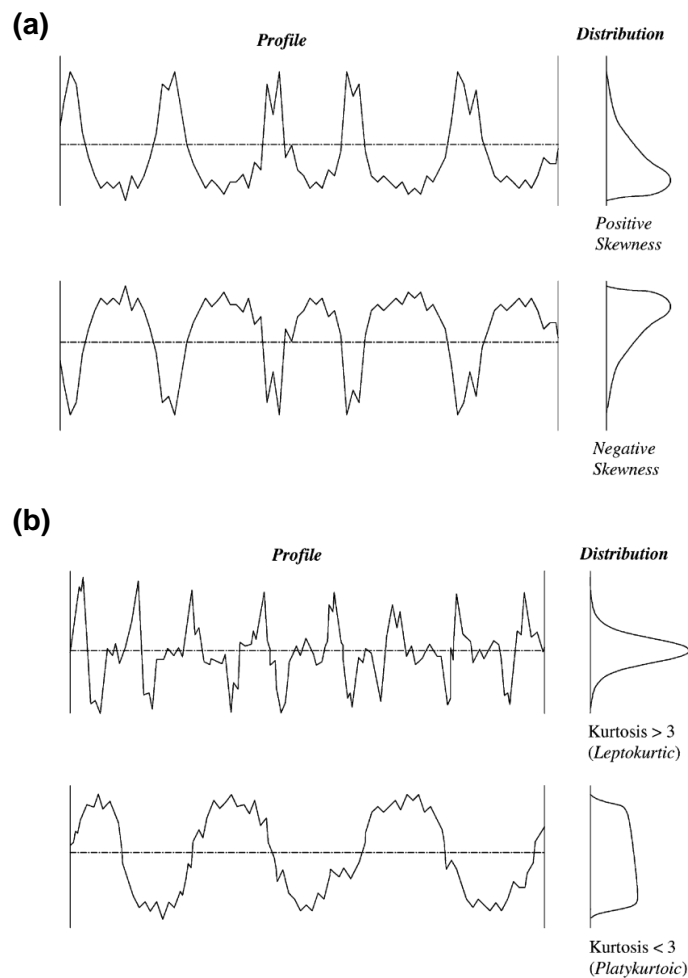 (a)
Profile
Distribution
Positive
Skewness
Negative
Skewness
(b)
Profile
Distribution
Kurtosis > 3
(Leptokurtic)
Kurtosis < 3
(Platykurtoic)